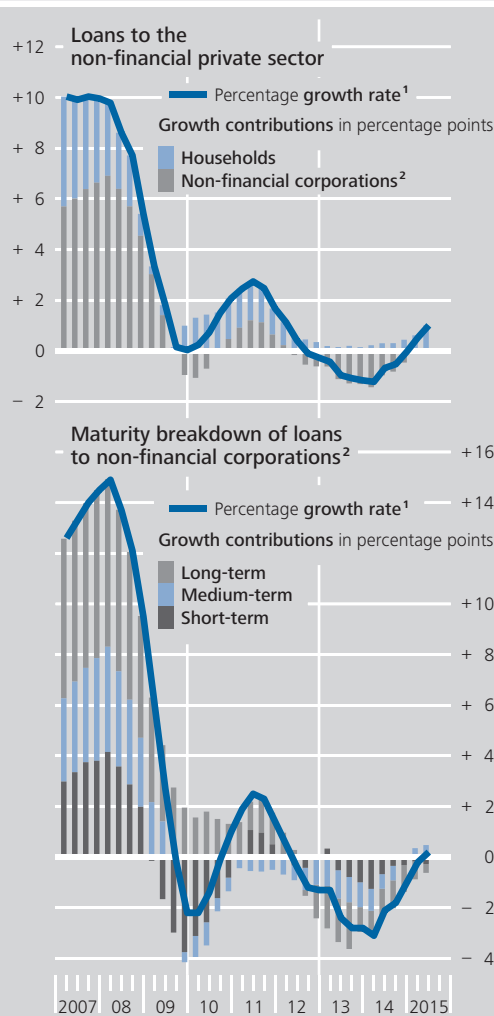 Loans to the
non-financial private sector
+12
+10
+ 8
+ 6
+ 4
+ 2
0
− 2
Percentage growth rate¹
Growth contributions in percentage points
Households
Non-financial corporations²
Maturity breakdown of loans
to non-financial corporations²
+16
+14
+10
+ 8
+ 6
+ 4
+ 2
0
− 2
− 4
Percentage growth rate¹
Growth contributions in percentage points
Long-term
Medium-term
Short-term
2007 08 09 10 11 12 13 14 2015